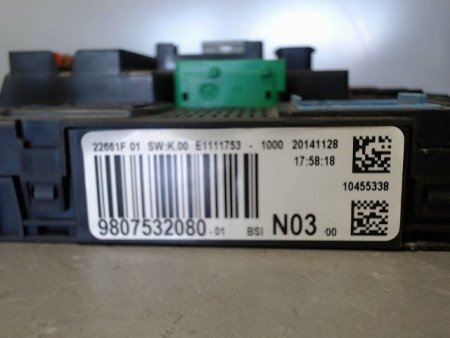 22661F 01 SW:K.00 E1111753 - 1000 20141128
17:58:18
10455338
9807532080 -01 BSI N03 00